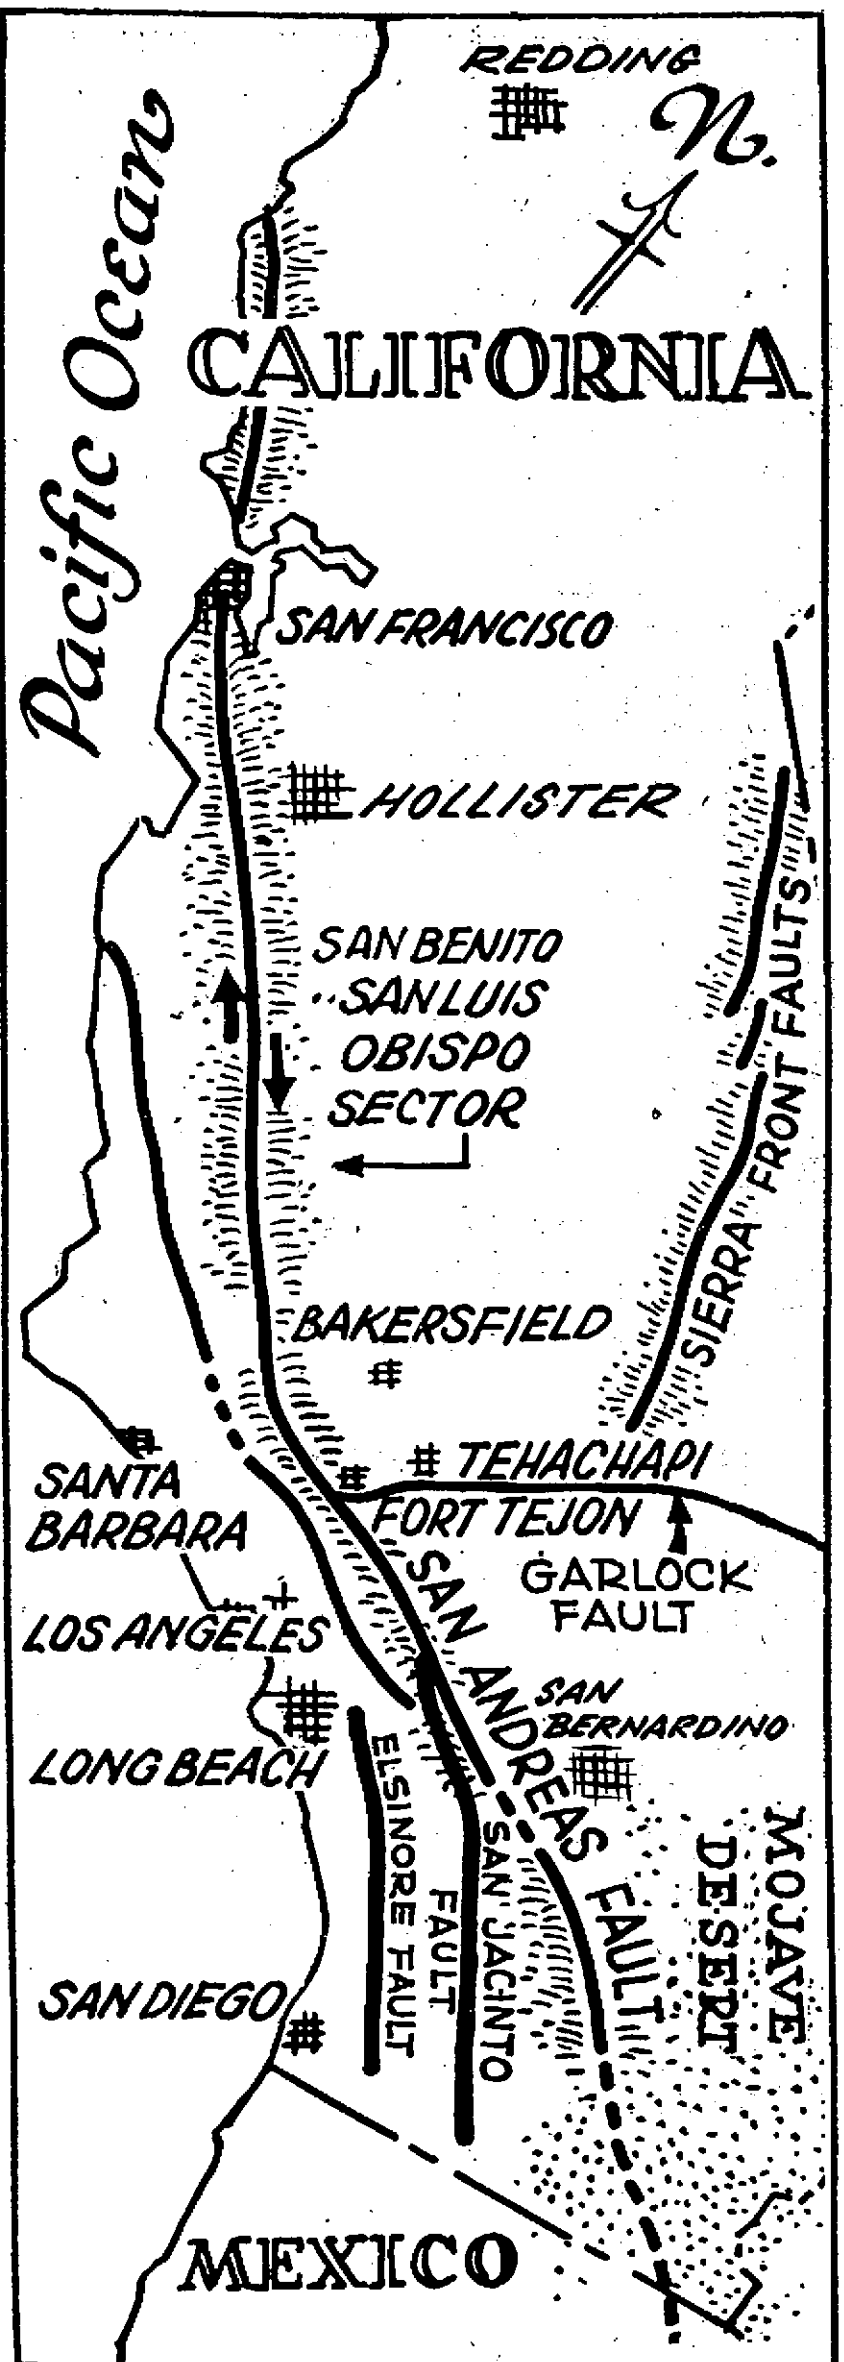 REDDING
N.
Pacific Ocean
CALIFORNIA
SAN FRANCISCO
HOLLISTER
SAN BENITO
SAN LUIS
OBISPO
SECTOR
SIERRA FRONT FAULTS
BAKERSFIELD
TEHACHAPI
SANTA
BARBARA
FORT TEJON
GARLOCK
FAULT
LOS ANGELES
SAN ANDREAS FAULT
SAN
BERNARDINO
LONG BEACH
ELSINORE FAULT
SAN JACINTO
FAULT
MOJAVE
DESERT
SAN DIEGO
MEXICO